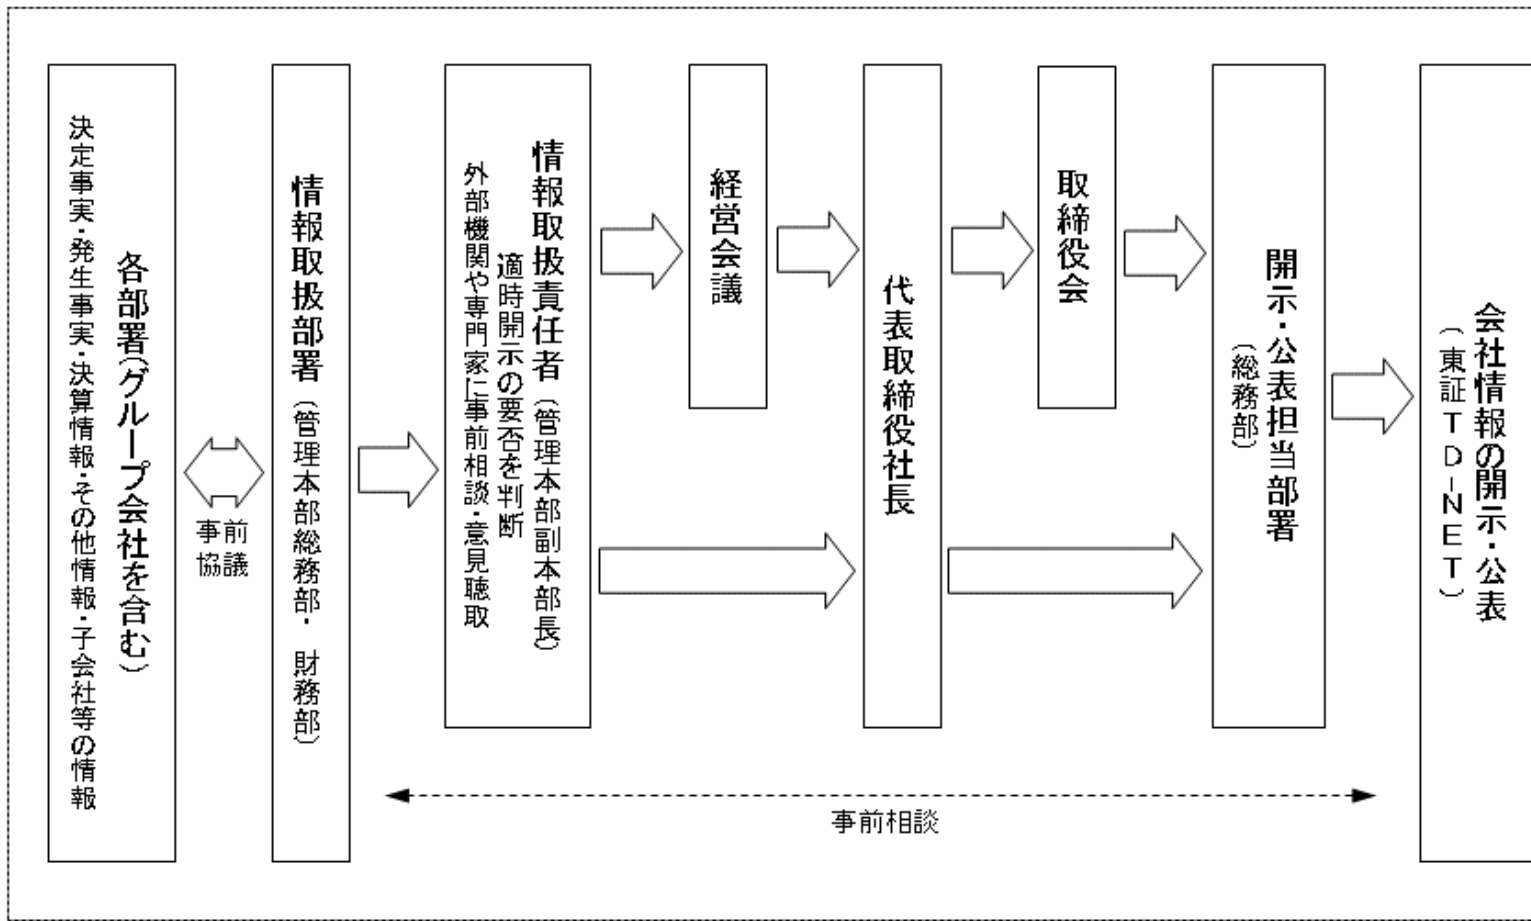 各部署(グループ会社を含む)
決定事実・発生事実・決算情報・その他情報・子会社等の情報
事前
協議
情報取扱部署(管理本部総務部・ 財務部)
情報取扱責任者(管理本部副本部長)
適時開示の要否を判断
外部機関や専門家に事前相談・意見聴取
経営会議
代表取締役社長
取締役会
開示・公表担当部署
(総務部)
会社情報の開示・公表
(東証TD-NET)
事前相談